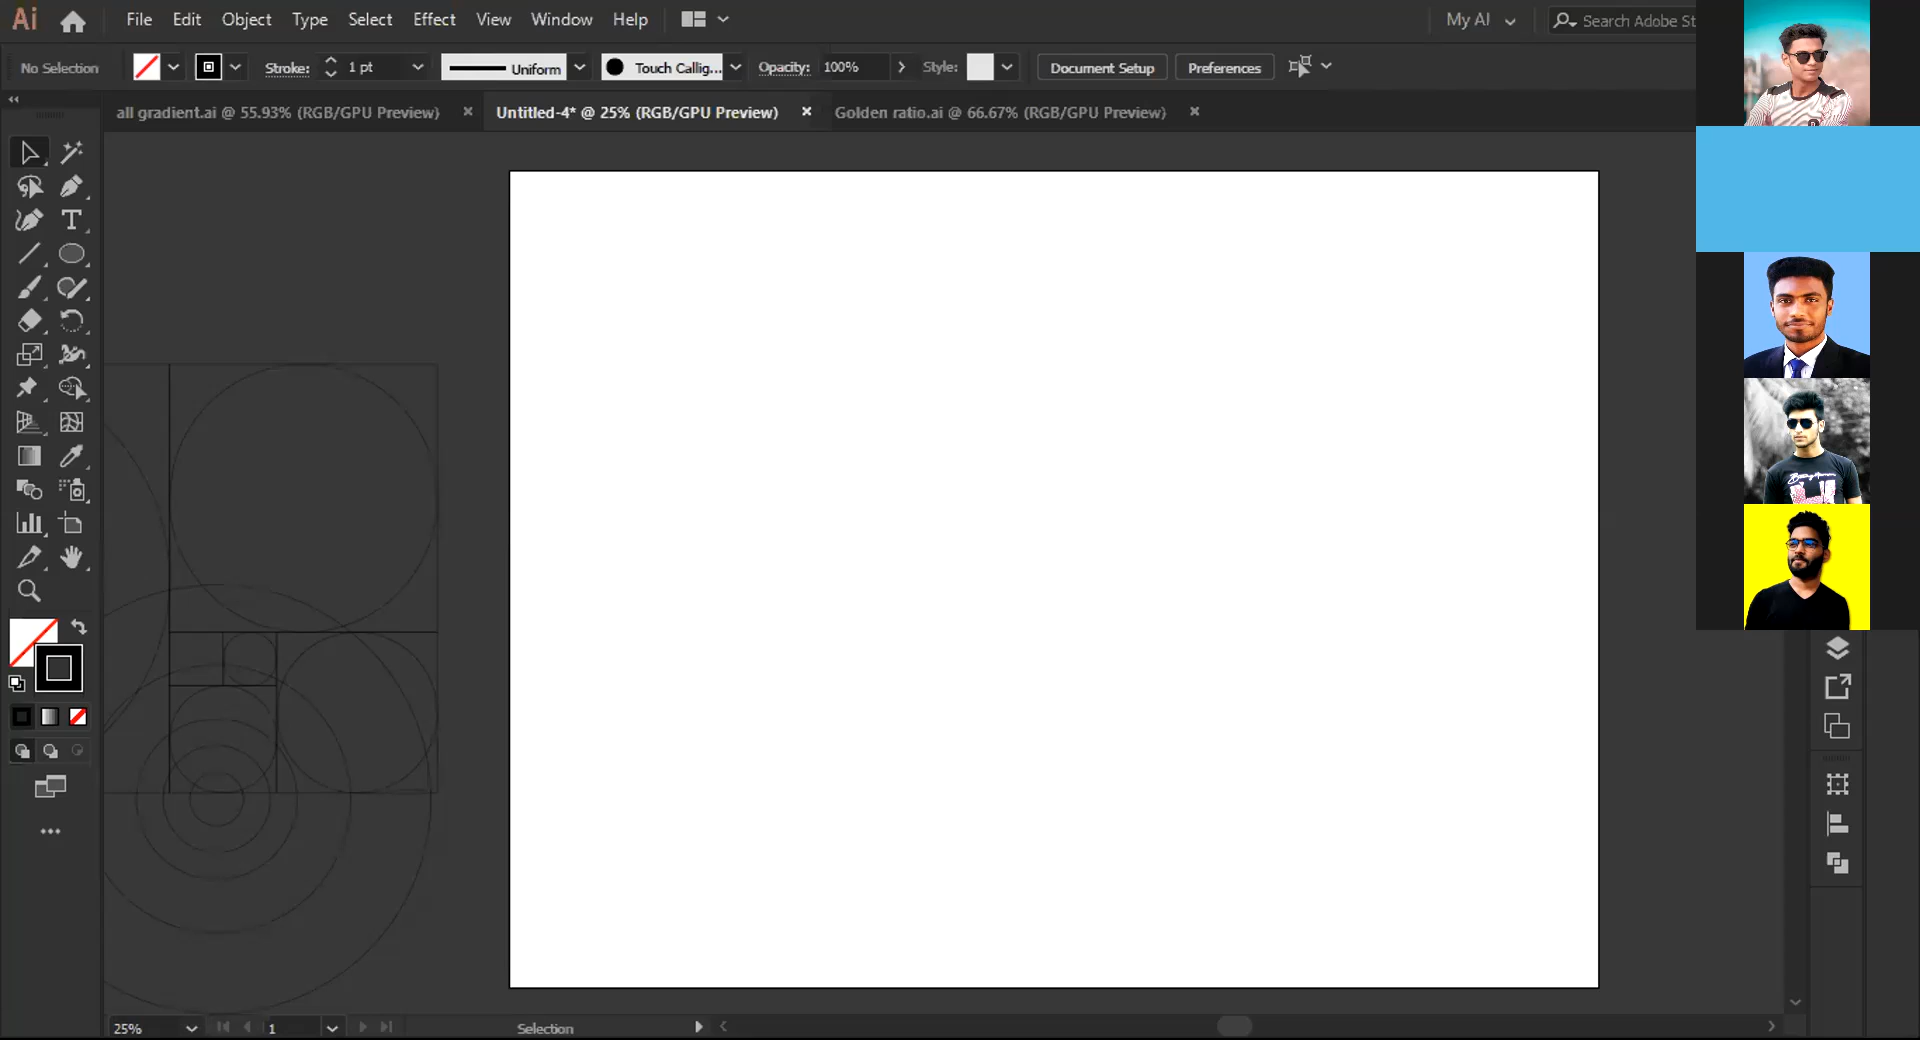 Ai File Edit Object Type Select Effect View Window Help My AI Search Adobe St
No Selection Stroke: 1 pt Uniform Touch Callig... Opacity: 100% Style: Document Setup Preferences
all gradient.ai @ 55.93% (RGB/GPU Preview) × Untitled-4* @ 25% (RGB/GPU Preview) × Golden ratio.ai @ 66.67% (RGB/GPU Preview) ×
T
25% 1 Selection